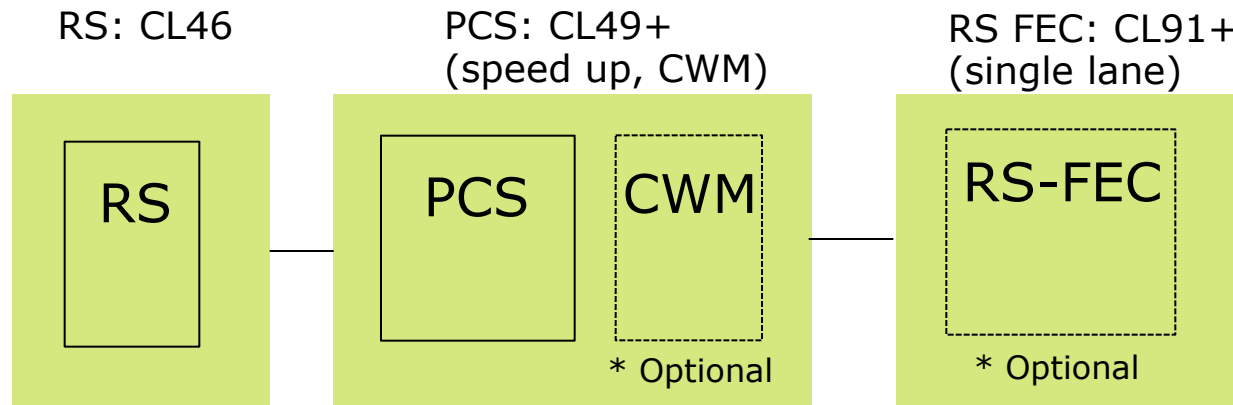 RS: CL46
PCS: CL49+
(speed up, CWM)
RS FEC: CL91+
(single lane)
RS
PCS
CWM
RS-FEC
* Optional
* Optional